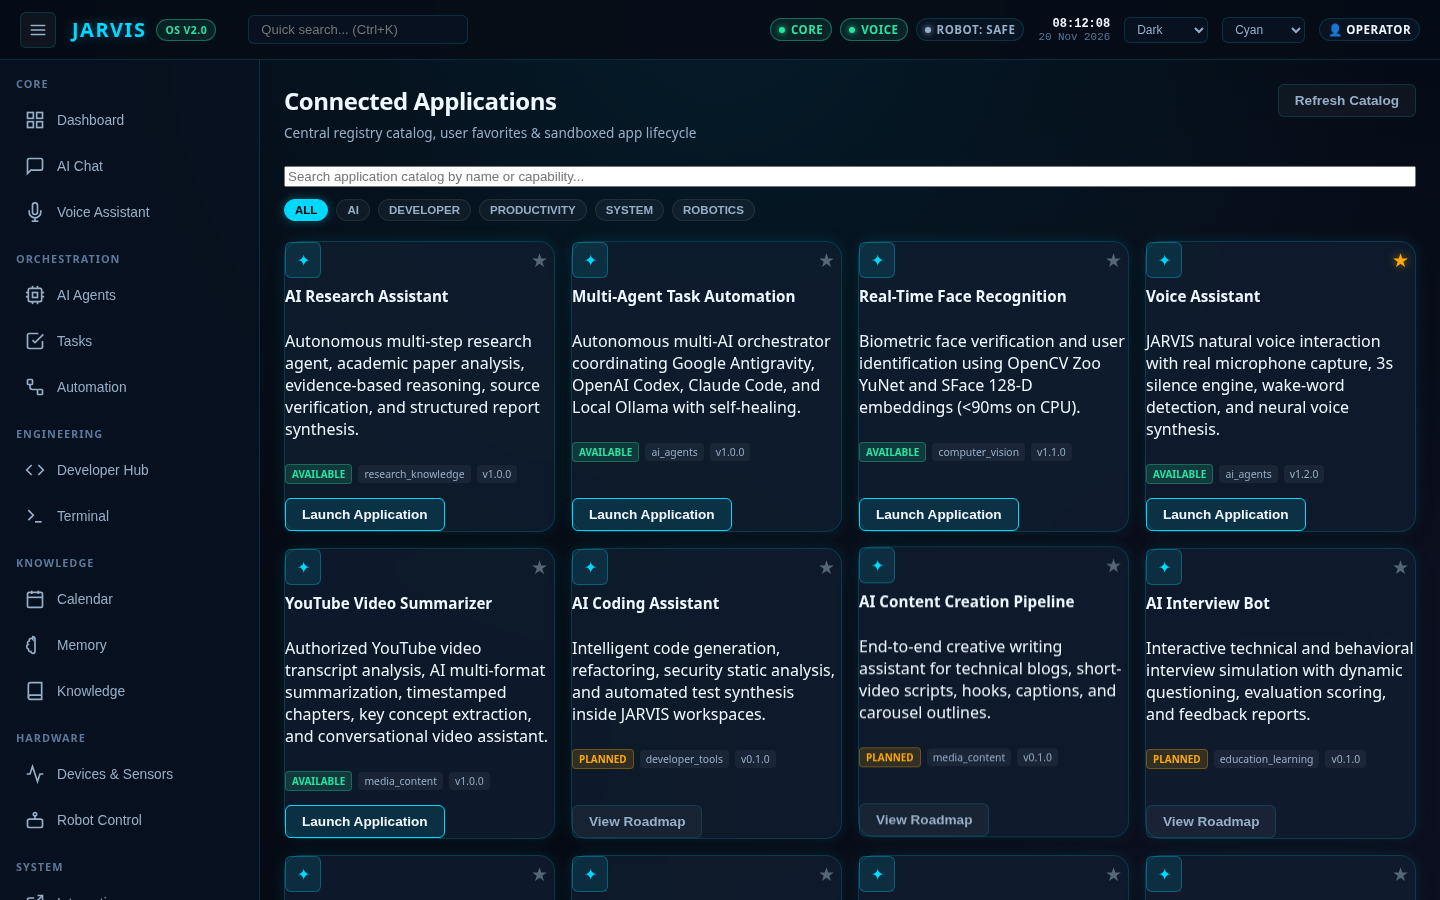 JARVIS
OS V2.0
Quick search... (Ctrl+K)
CORE
VOICE
ROBOT: SAFE
08:12:08
20 Nov 2026
Dark
Cyan
OPERATOR
CORE
Dashboard
AI Chat
Voice Assistant
ORCHESTRATION
AI Agents
Tasks
Automation
ENGINEERING
Developer Hub
Terminal
KNOWLEDGE
Calendar
Memory
Knowledge
HARDWARE
Devices & Sensors
Robot Control
SYSTEM
Connected Applications
Central registry catalog, user favorites & sandboxed app lifecycle
Refresh Catalog
Search application catalog by name or capability...
ALL
AI
DEVELOPER
PRODUCTIVITY
SYSTEM
ROBOTICS
AI Research Assistant
Autonomous multi-step research
agent, academic paper analysis,
evidence-based reasoning, source
verification, and structured report
synthesis.
AVAILABLE
research_knowledge
v1.0.0
Launch Application
Multi-Agent Task Automation
Autonomous multi-AI orchestrator
coordinating Google Antigravity,
OpenAI Codex, Claude Code, and
Local Ollama with self-healing.
AVAILABLE
ai_agents
v1.0.0
Launch Application
Real-Time Face Recognition
Biometric face verification and user
identification using OpenCV Zoo
YuNet and SFace 128-D
embeddings (<90ms on CPU).
AVAILABLE
computer_vision
v1.1.0
Launch Application
Voice Assistant
JARVIS natural voice interaction
with real microphone capture, 3s
silence engine, wake-word
detection, and neural voice
synthesis.
AVAILABLE
ai_agents
v1.2.0
Launch Application
YouTube Video Summarizer
Authorized YouTube video
transcript analysis, AI multi-format
summarization, timestamped
chapters, key concept extraction,
and conversational video assistant.
AVAILABLE
media_content
v1.0.0
Launch Application
AI Coding Assistant
Intelligent code generation,
refactoring, security static analysis,
and automated test synthesis
inside JARVIS workspaces.
PLANNED
developer_tools
v0.1.0
View Roadmap
AI Content Creation Pipeline
End-to-end creative writing
assistant for technical blogs, short-
video scripts, hooks, captions, and
carousel outlines.
PLANNED
media_content
v0.1.0
View Roadmap
AI Interview Bot
Interactive technical and behavioral
interview simulation with dynamic
questioning, evaluation scoring,
and feedback reports.
PLANNED
education_learning
v0.1.0
View Roadmap